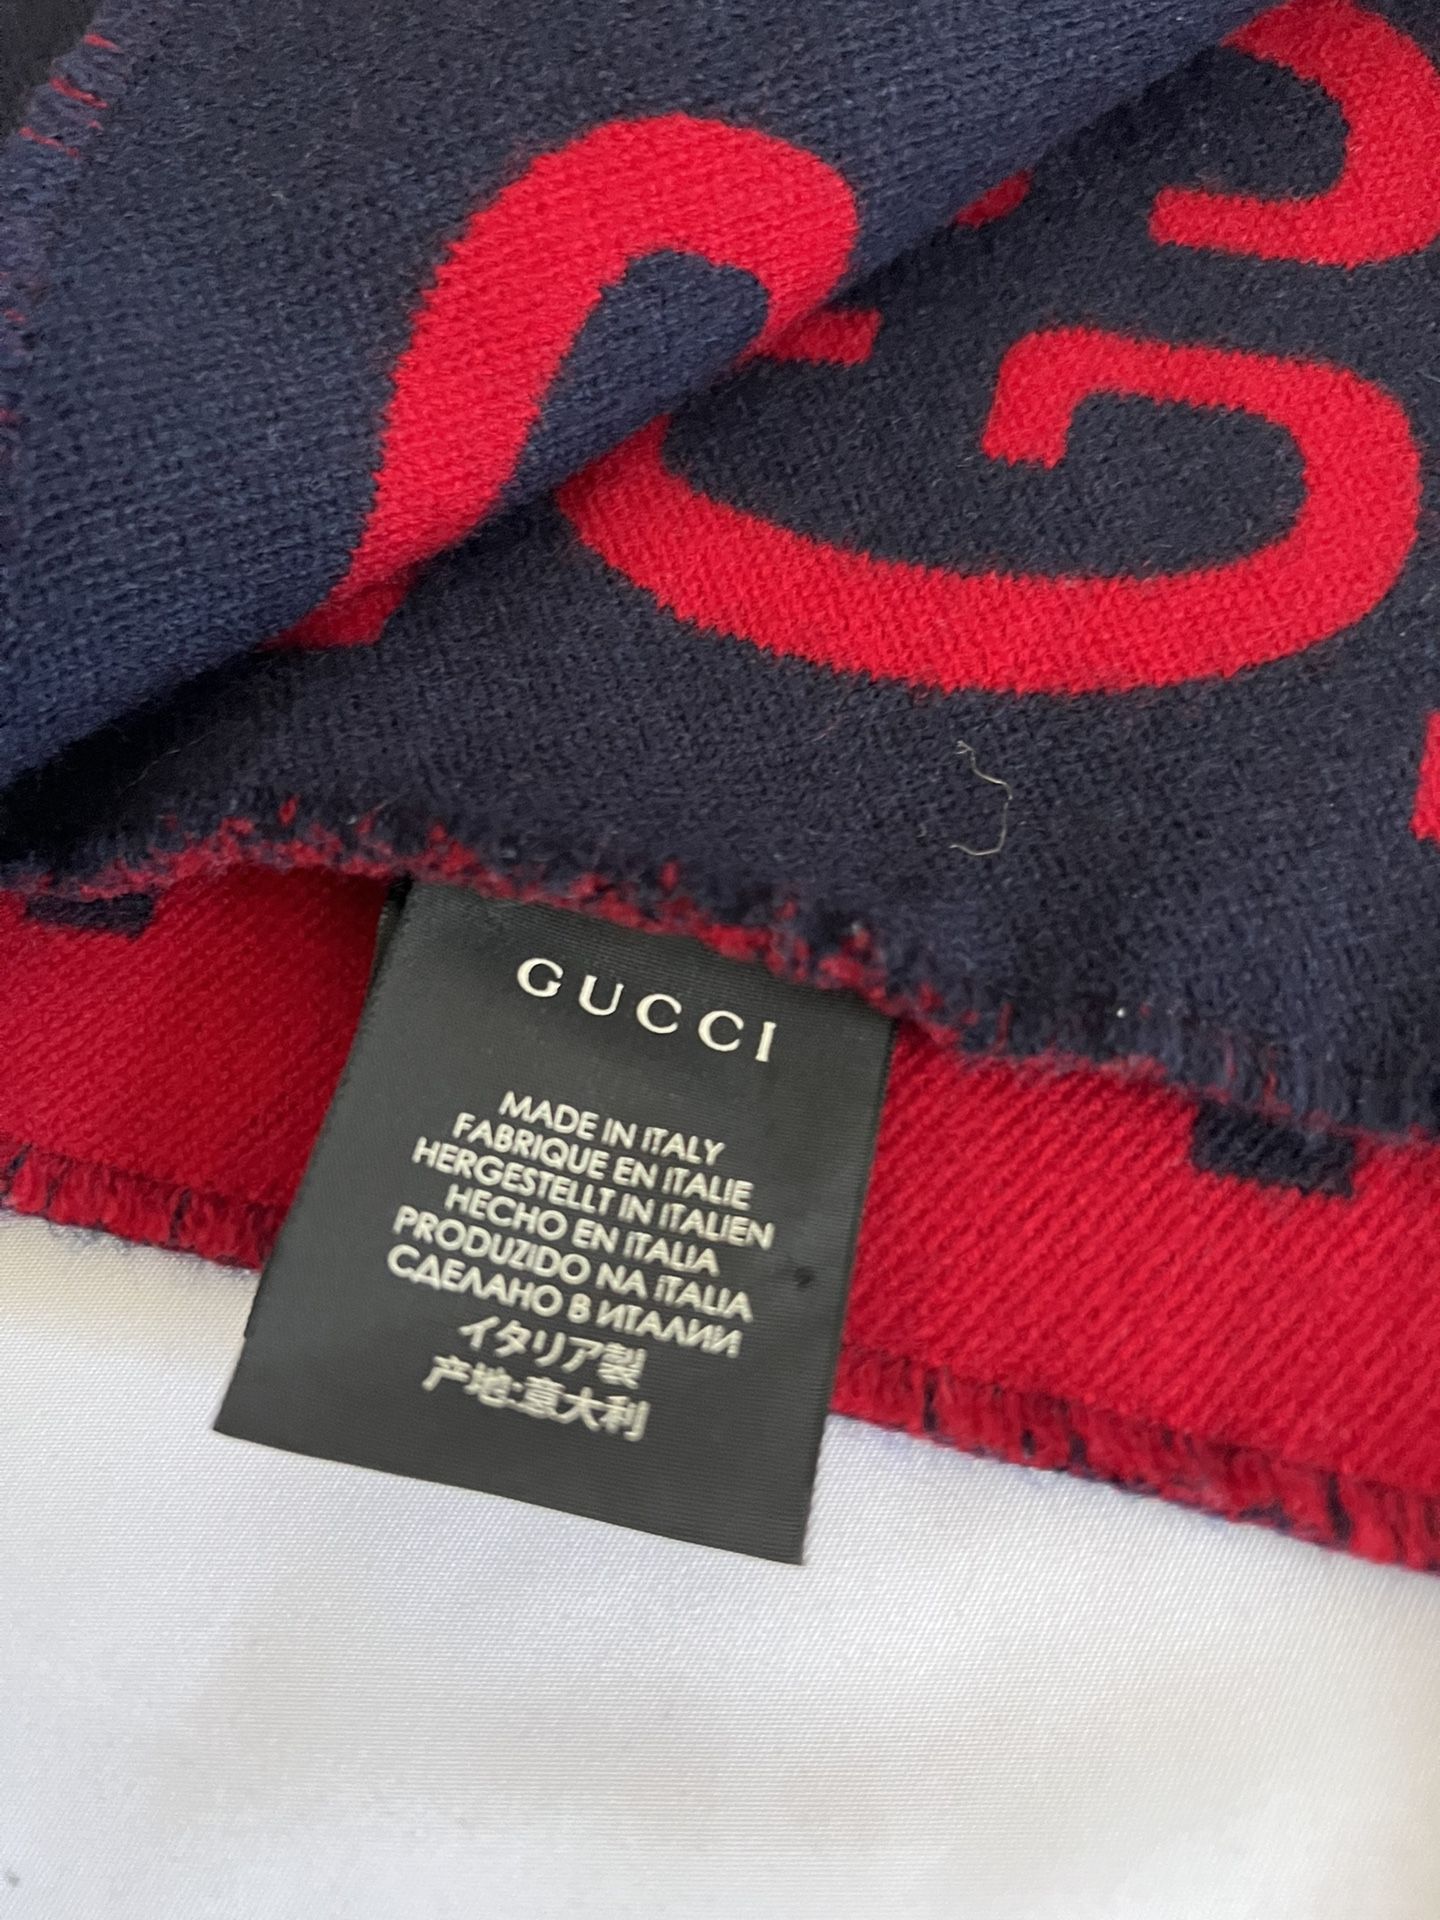 GUCCI
MADE IN ITALY
FABRIQUE EN ITALIE
HERGESTELLT IN ITALIEN
HECHO EN ITALIA
PRODUZIDO NA ITALIA
СДЕЛАНО В ИТАЛИИ
イタリア製
产地:意大利